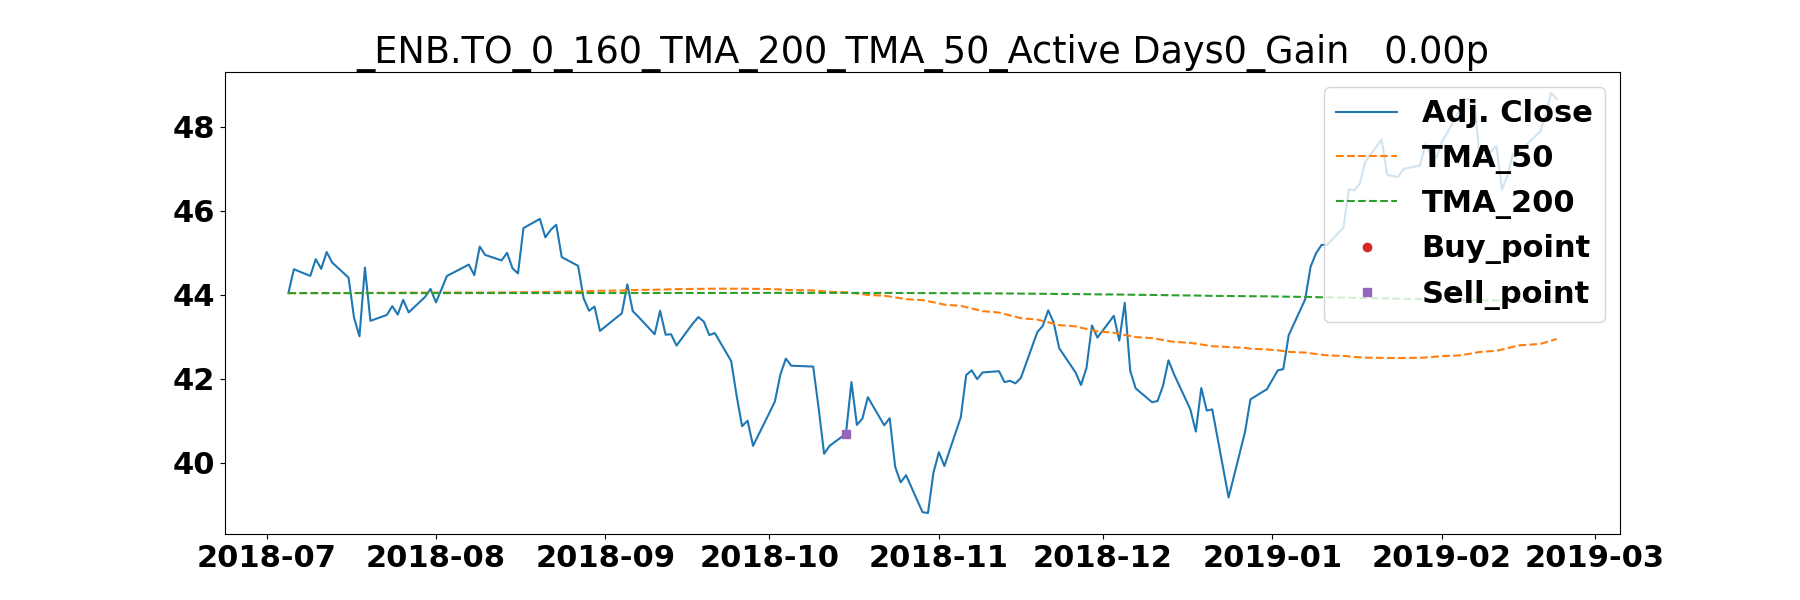 _ENB.TO_0_160_TMA_200_TMA_50_Active Days0_Gain   0.00p
48
46
44
42
40
Adj. Close
TMA_50
TMA_200
Buy_point
Sell_point
2018-07 2018-08 2018-09 2018-10 2018-11 2018-12 2019-01 2019-02 2019-03